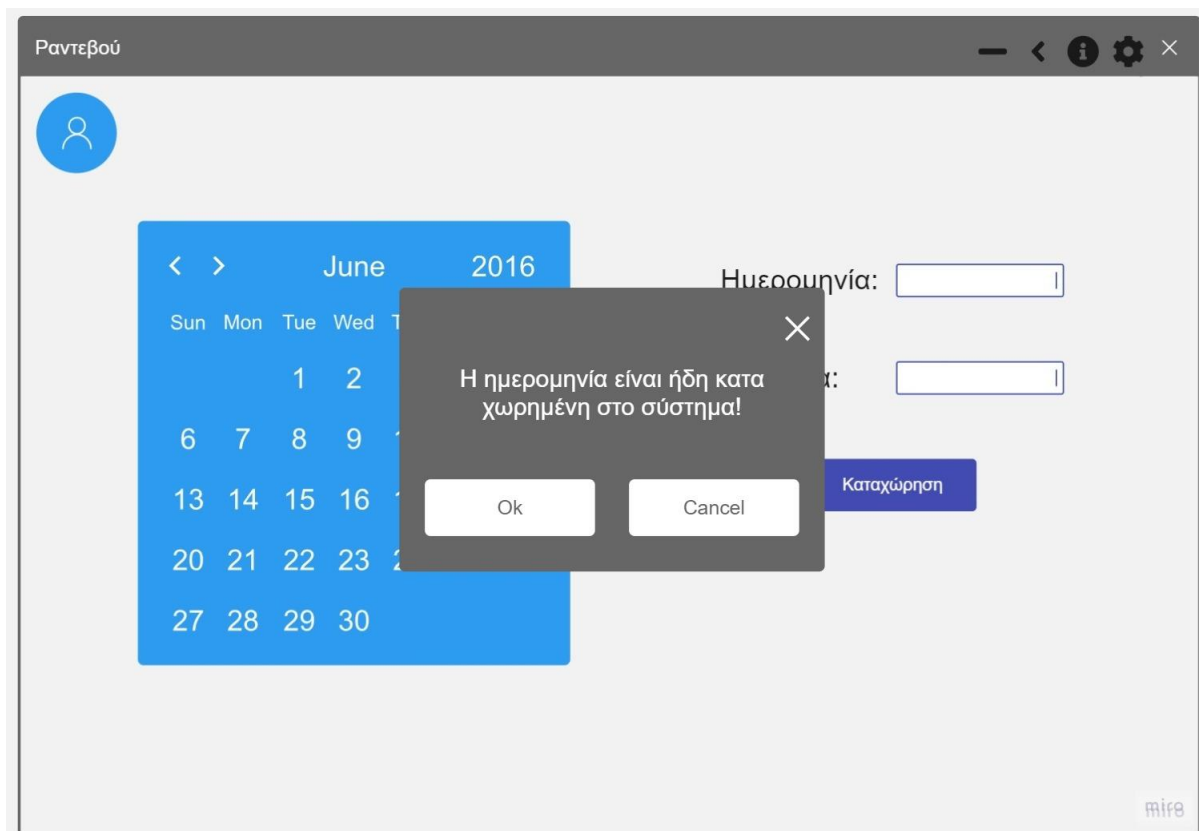 Ραντεβού
June 2016
Ημερομηνία:
Sun Mon Tue Wed
1 2
Η ημερομηνία είναι ήδη κατα
χωρημένη στο σύστημα!
6 7 8 9
13 14 15 16
Ok Cancel
Καταχώρηση
20 21 22 23
27 28 29 30
miro